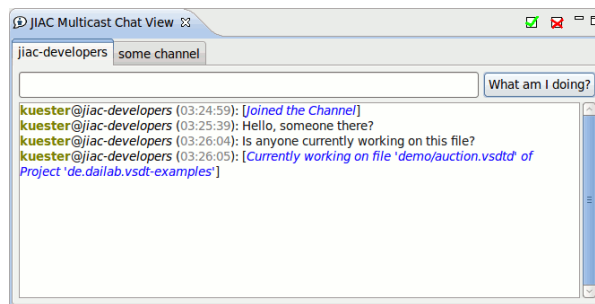 JIAC Multicast Chat View
jiac-developers some channel
What am I doing?
kuester@jiac-developers (03:24:59): [Joined the Channel]
kuester@jiac-developers (03:25:39): Hello, someone there?
kuester@jiac-developers (03:26:04): Is anyone currently working on this file?
kuester@jiac-developers (03:26:05): [Currently working on file 'demo/auction.vsdtd' of
Project 'de.dailab.vsdt-examples']